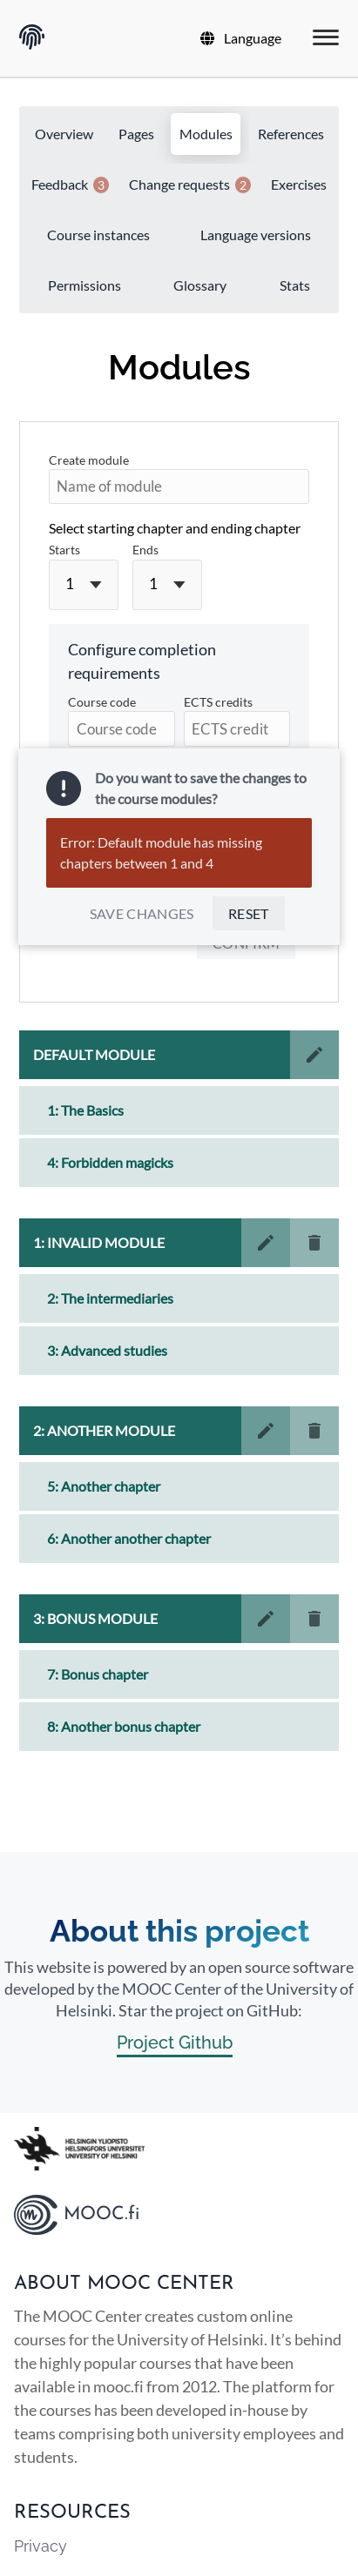 Language
Overview Pages Modules References
Feedback 3 Change requests 2 Exercises
Course instances Language versions
Permissions Glossary Stats
Modules
Create module
Name of module
Select starting chapter and ending chapter
Starts Ends
1 1
Configure completion
requirements
Course code ECTS credits
Course code ECTS credit
Do you want to save the changes to
the course modules?
Error: Default module has missing
chapters between 1 and 4
SAVE CHANGES RESET
CONFIRM
DEFAULT MODULE
1: The Basics
4: Forbidden magicks
1: INVALID MODULE
2: The intermediaries
3: Advanced studies
2: ANOTHER MODULE
5: Another chapter
6: Another another chapter
3: BONUS MODULE
7: Bonus chapter
8: Another bonus chapter
About this project
This website is powered by an open source software
developed by the MOOC Center of the University of
Helsinki. Star the project on GitHub:
Project Github
HELSINGIN YLIOPISTO
HELSINGFORS UNIVERSITET
UNIVERSITY OF HELSINKI
MOOC.fi
ABOUT MOOC CENTER
The MOOC Center creates custom online
courses for the University of Helsinki. It’s behind
the highly popular courses that have been
available in mooc.fi from 2012. The platform for
the courses has been developed in-house by
teams comprising both university employees and
students.
RESOURCES
Privacy